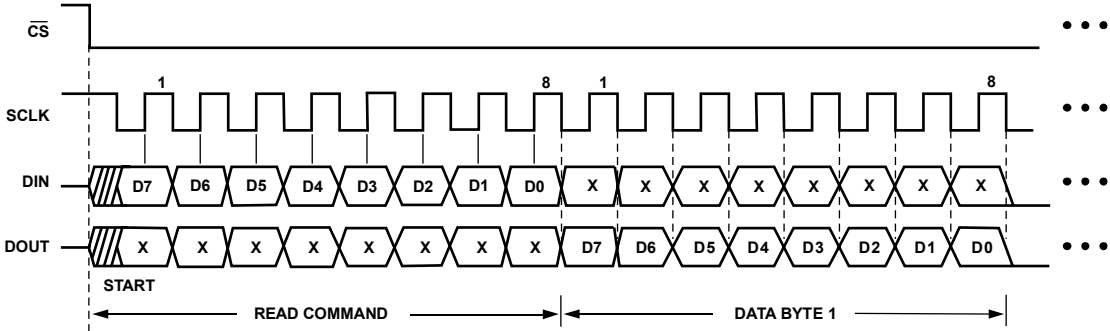 CS
1 8 1 8
SCLK
DIN D7 D6 D5 D4 D3 D2 D1 D0 X X X X X X X X
DOUT X X X X X X X X D7 D6 D5 D4 D3 D2 D1 D0
START
READ COMMAND DATA BYTE 1